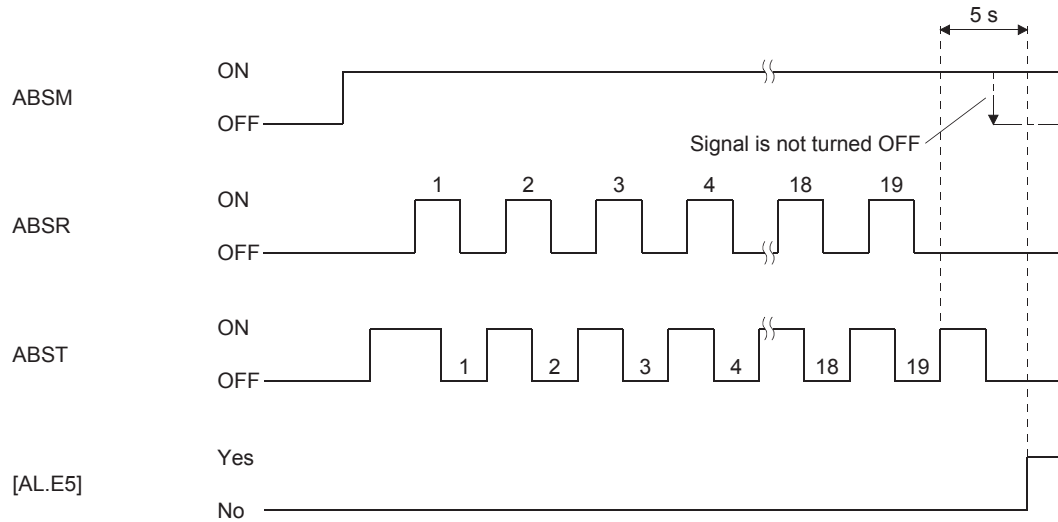 5 s
ABSM
ON
OFF
Signal is not turned OFF
ABSR
ON
OFF
1 2 3 4 18 19
ABST
ON
OFF
1 2 3 4 18 19
[AL.E5]
Yes
No